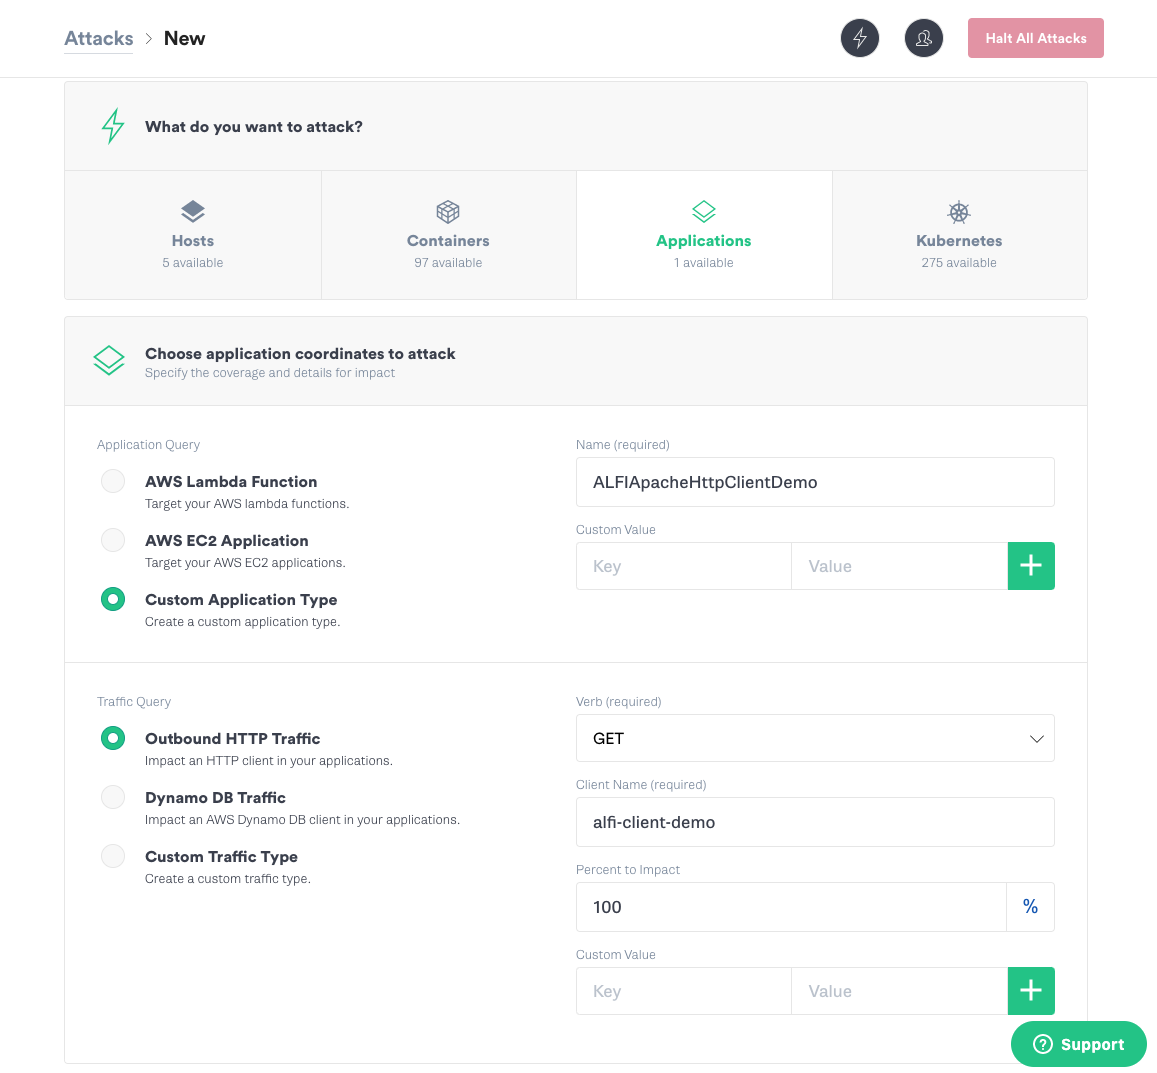 Attacks > New
Halt All Attacks
What do you want to attack?
Hosts
5 available
Containers
97 available
Applications
1 available
Kubernetes
275 available
Choose application coordinates to attack
Specify the coverage and details for impact
Application Query
AWS Lambda Function
Target your AWS lambda functions.
AWS EC2 Application
Target your AWS EC2 applications.
Custom Application Type
Create a custom application type.
Name (required)
ALFIApacheHttpClientDemo
Custom Value
Key Value
Traffic Query
Outbound HTTP Traffic
Impact an HTTP client in your applications.
Dynamo DB Traffic
Impact an AWS Dynamo DB client in your applications.
Custom Traffic Type
Create a custom traffic type.
Verb (required)
GET
Client Name (required)
alfi-client-demo
Percent to Impact
100 %
Custom Value
Key Value
Support